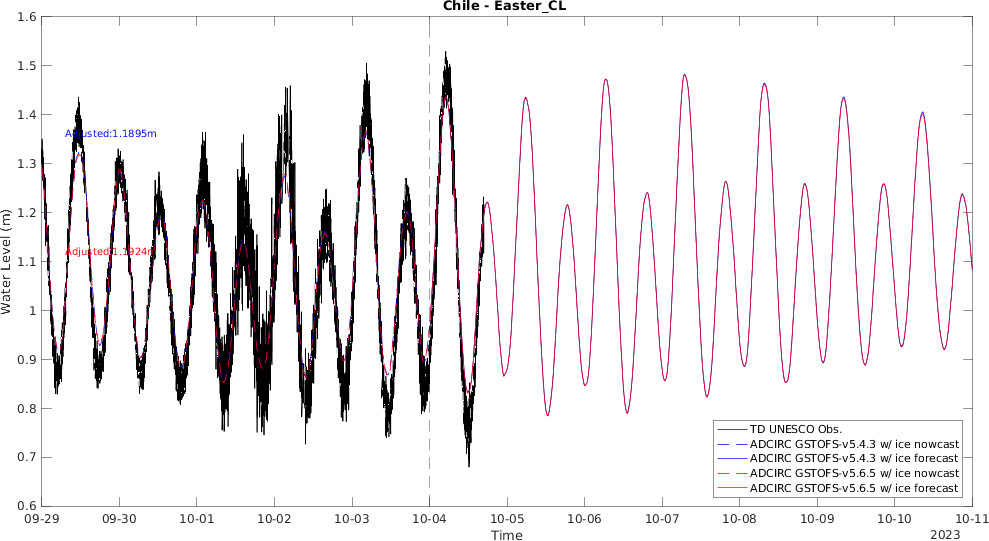 Chile - Easter_CL
1.6
1.5
1.4
1.3
1.2
1.1
1
0.9
0.8
0.7
0.6
Water Level (m)
Adjusted:1.1895m
Adjusted:1.1924m
TD UNESCO Obs.
ADCIRC GSTOFS-v5.4.3 w/ ice nowcast
ADCIRC GSTOFS-v5.4.3 w/ ice forecast
ADCIRC GSTOFS-v5.6.5 w/ ice nowcast
ADCIRC GSTOFS-v5.6.5 w/ ice forecast
09-29 09-30 10-01 10-02 10-03 10-04 10-05 10-06 10-07 10-08 10-09 10-10 10-11
Time
2023